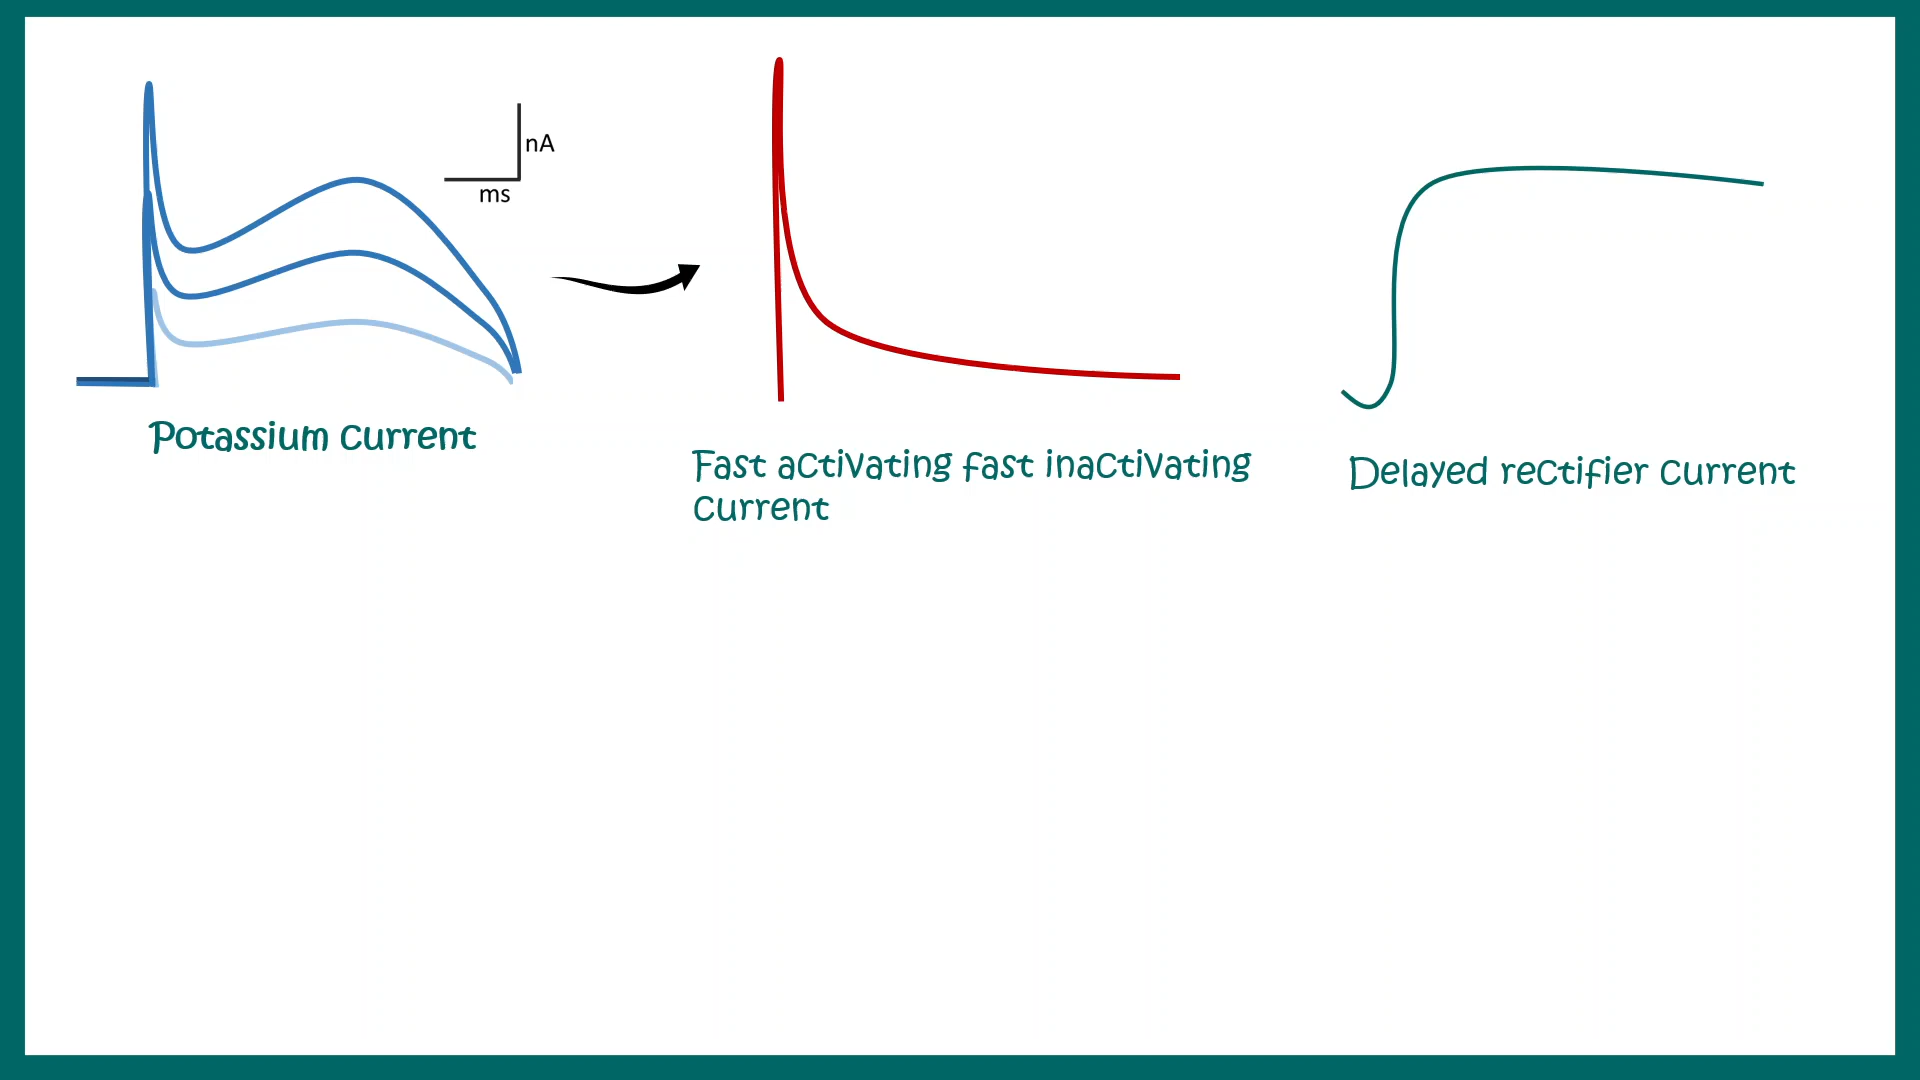 nA
ms
Potassium current
Fast activating fast inactivating
current
Delayed rectifier current